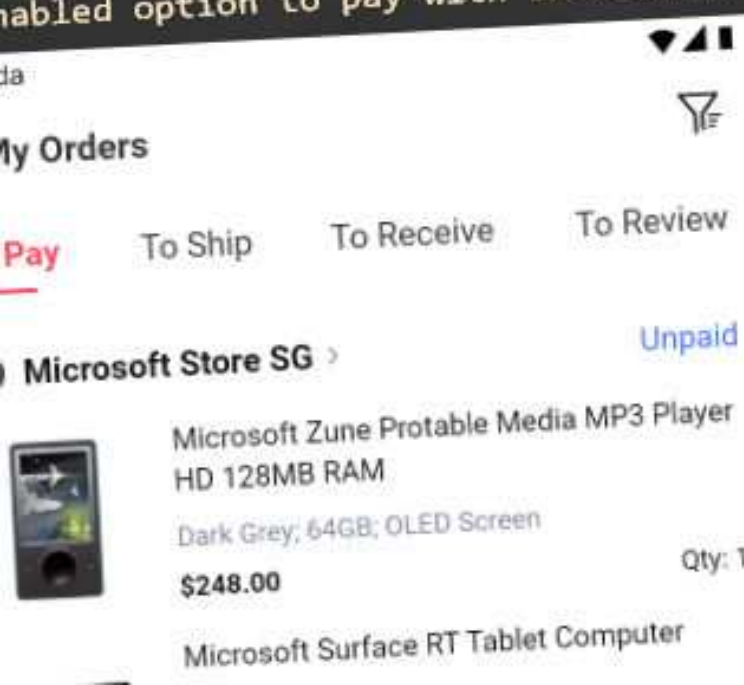 nabled option to pay with
da
My Orders
Pay
To Ship
To Receive
To Review
Microsoft Store SG >
Unpaid
Microsoft Zune Protable Media MP3 Player
HD 128MB RAM
Dark Grey; 64GB; OLED Screen
$248.00
Qty: 1
Microsoft Surface RT Tablet Computer